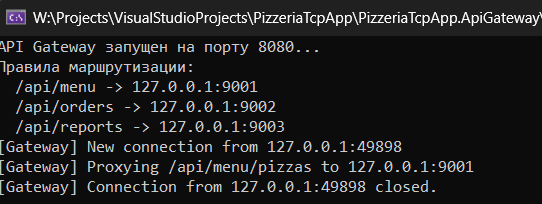 W:\Projects\VisualStudioProjects\PizzeriaTcpApp\PizzeriaTcpApp.ApiGateway\
API Gateway запущен на порту 8080...
Правила маршрутизации:
/api/menu -> 127.0.0.1:9001
/api/orders -> 127.0.0.1:9002
/api/reports -> 127.0.0.1:9003
[Gateway] New connection from 127.0.0.1:49898
[Gateway] Proxying /api/menu/pizzas to 127.0.0.1:9001
[Gateway] Connection from 127.0.0.1:49898 closed.